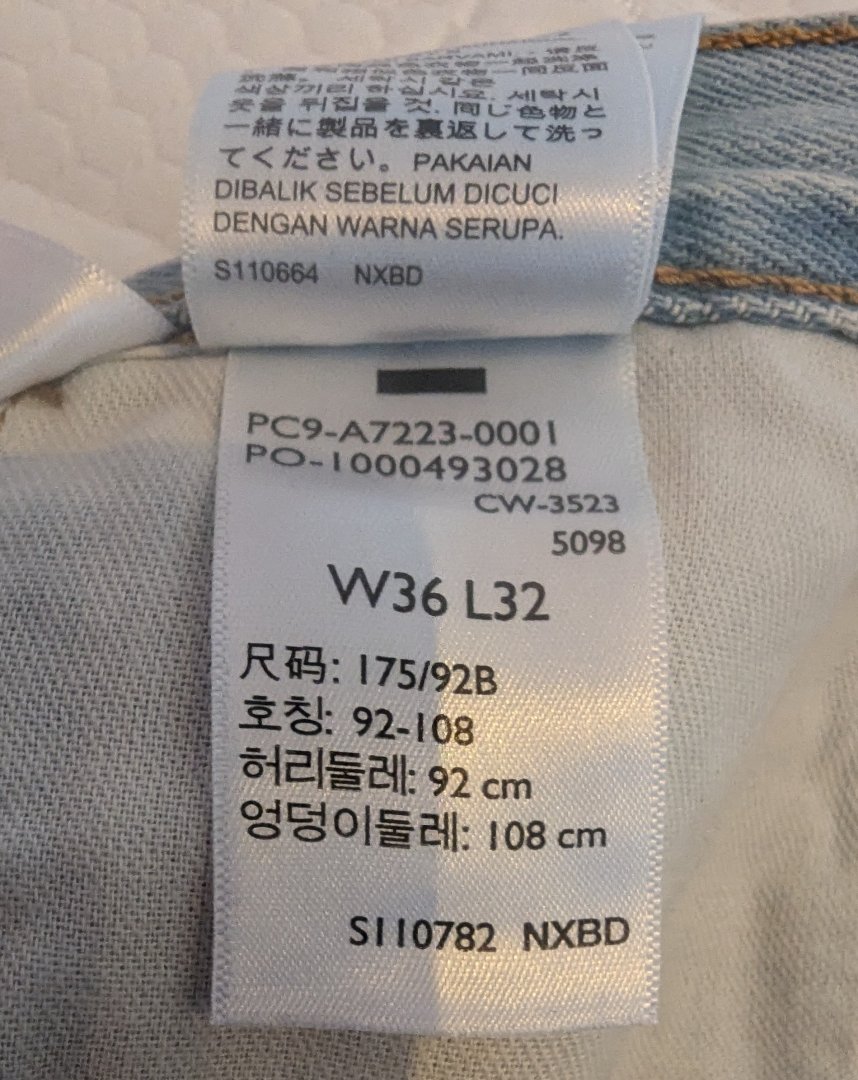 색상끼리 하십시오. 세탁시
옷을 뒤집을 것. 同じ色物と
一緒に製品を裏返して洗っ
てください。 PAKAIAN
DIBALIK SEBELUM DICUCI
DENGAN WARNA SERUPA.
S110664 NXBD
PC9-A7223-0001
PO-1000493028
CW-3523
5098
W36 L32
尺码: 175/92B
호칭: 92-108
허리둘레: 92 cm
엉덩이둘레: 108 cm
S110782 NXBD